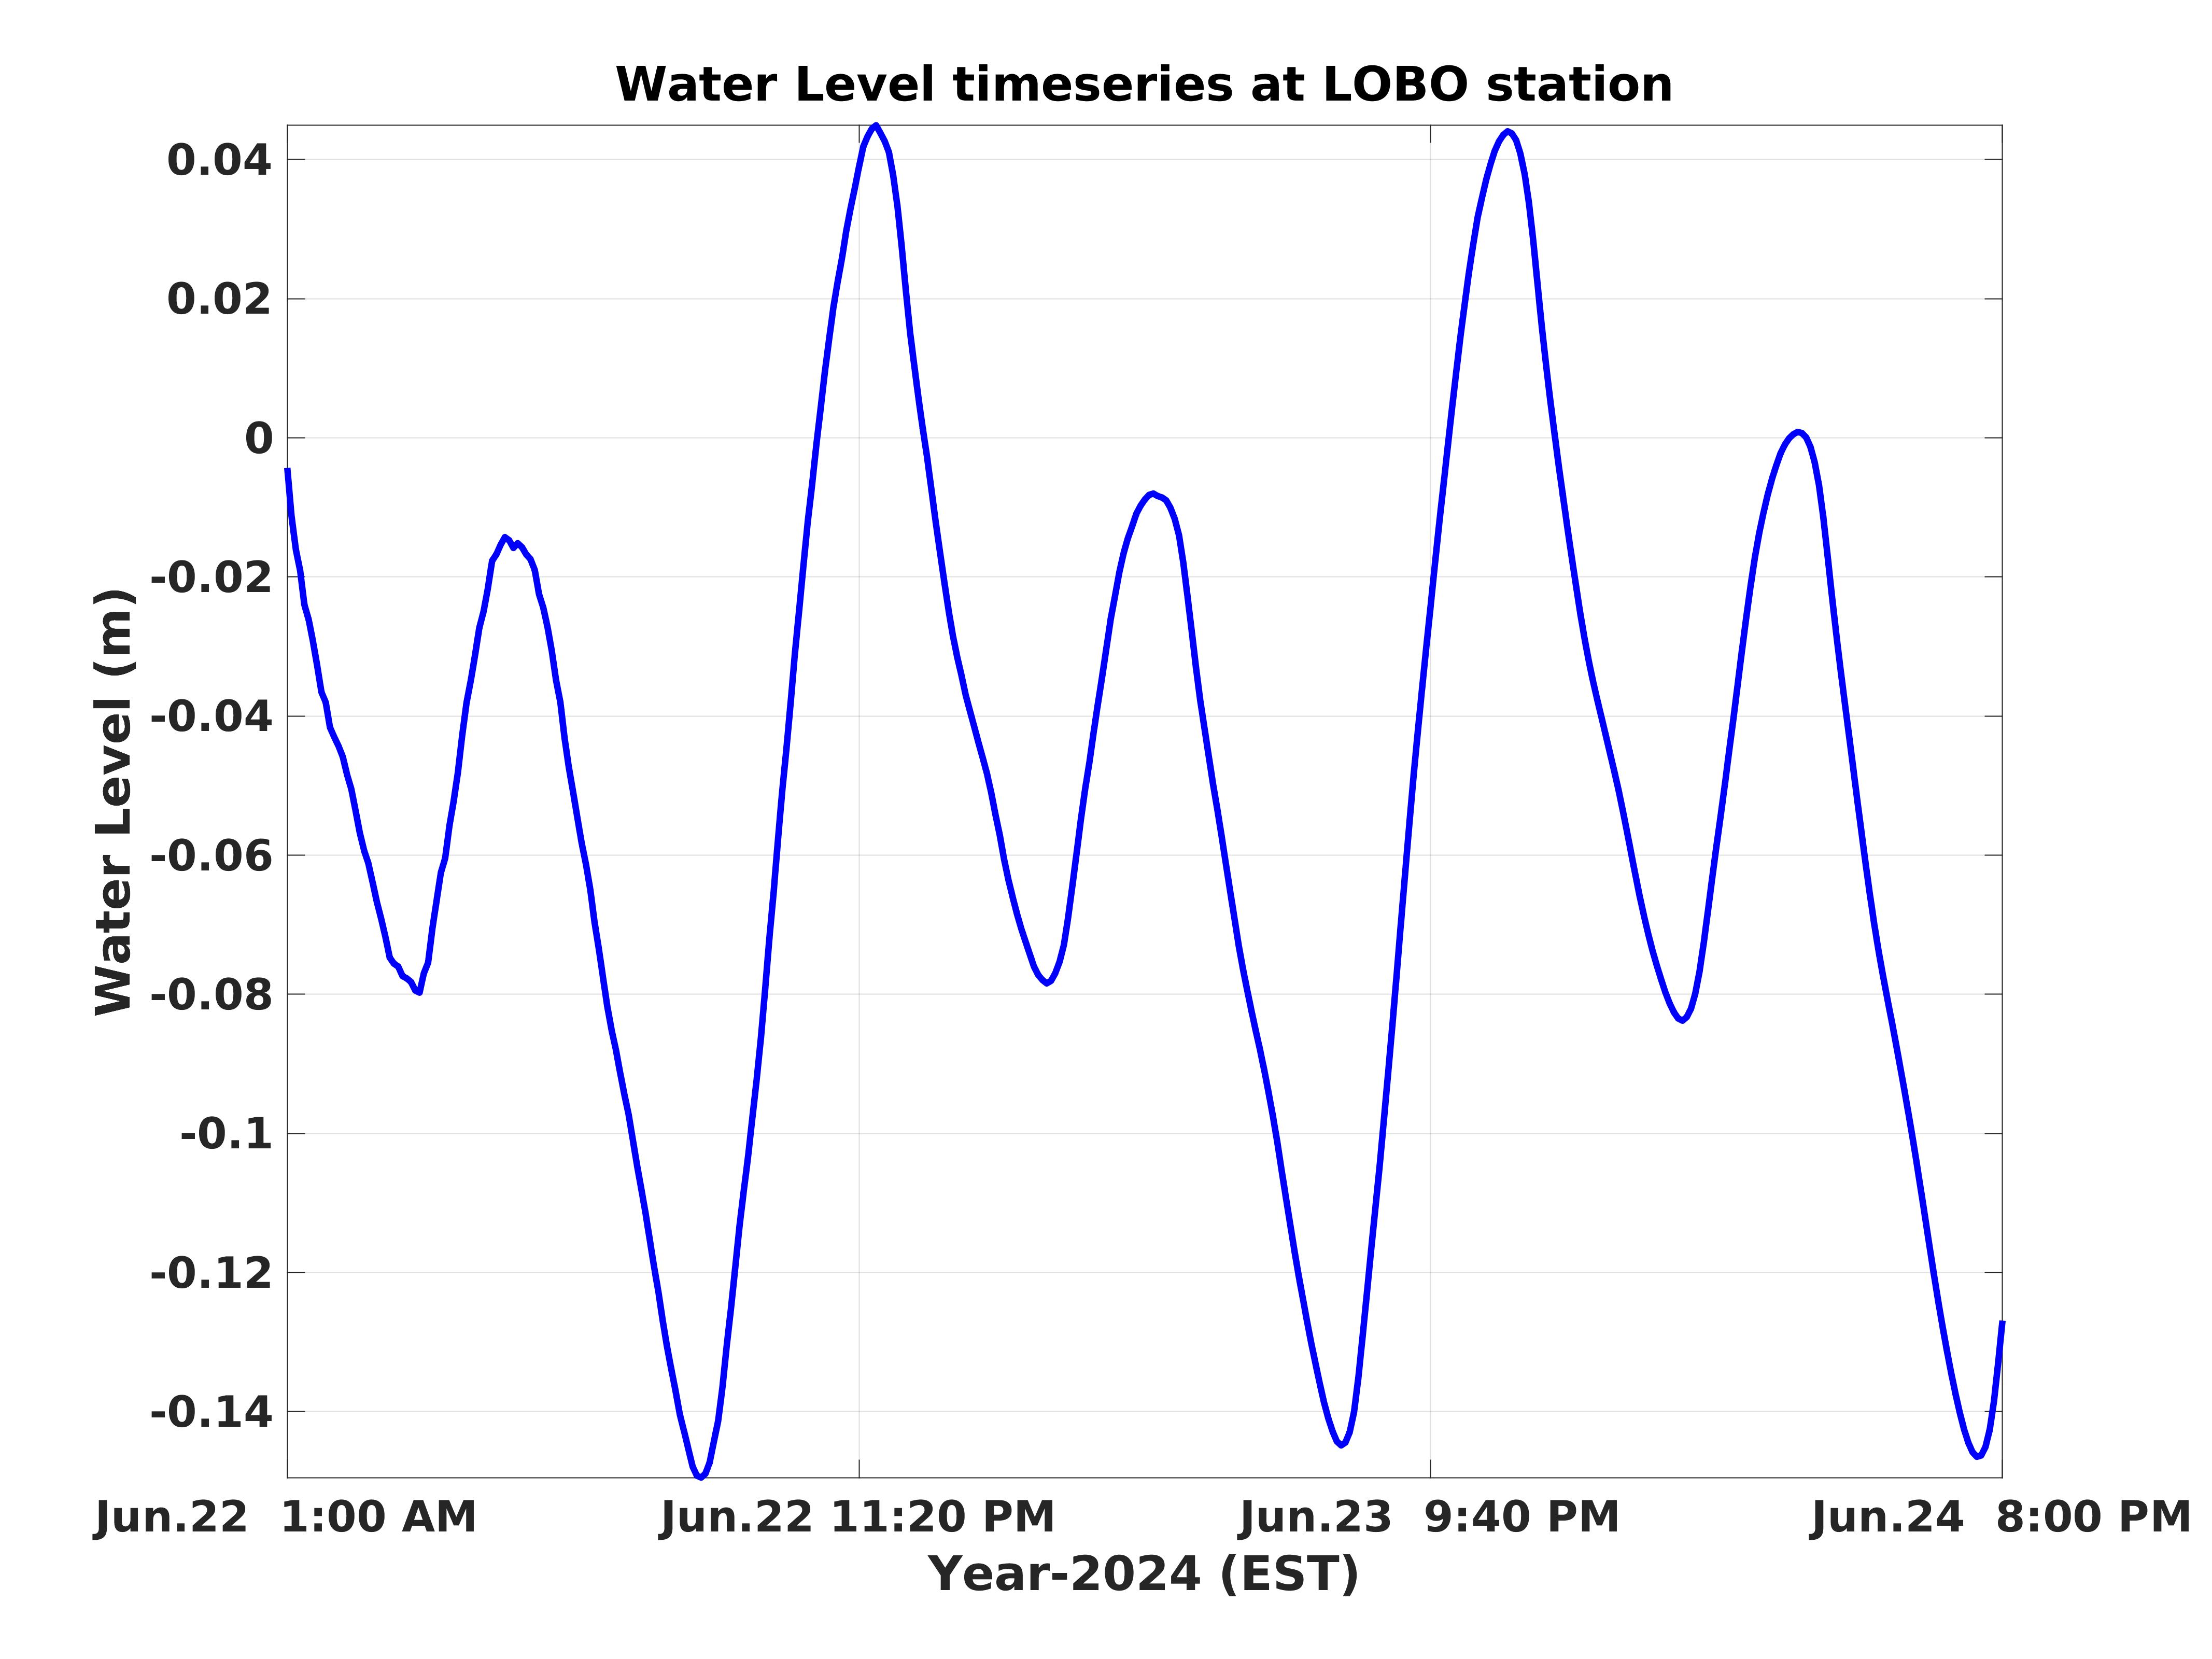 Water Level timeseries at LOBO station
0.04
0.02
0
-0.02
-0.04
-0.06
-0.08
-0.1
-0.12
-0.14
Water Level (m)
Jun.22  1:00 AM
Jun.22 11:20 PM
Jun.23  9:40 PM
Jun.24  8:00 PM
Year-2024 (EST)